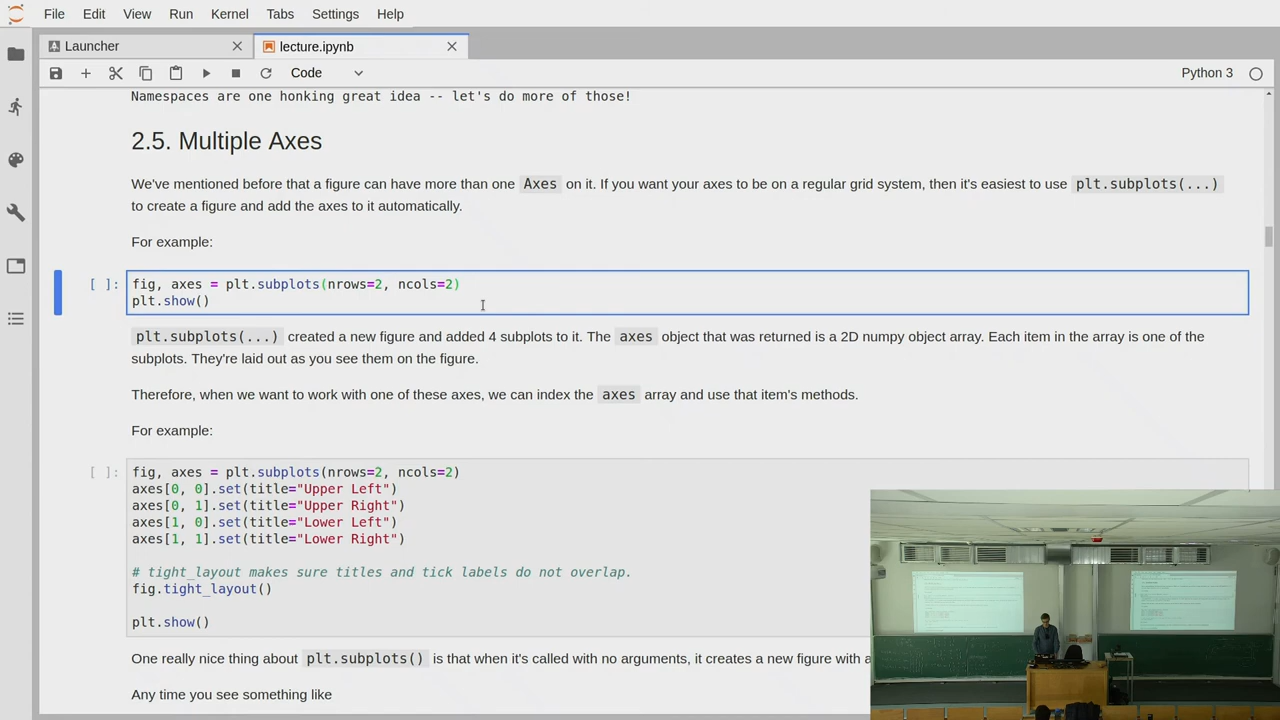 File Edit View Run Kernel Tabs Settings Help
Launcher
lecture.ipynb
Code
Python 3
Namespaces are one honking great idea -- let's do more of those!
2.5. Multiple Axes
We've mentioned before that a figure can have more than one Axes on it. If you want your axes to be on a regular grid system, then it's easiest to use plt.subplots(...)
to create a figure and add the axes to it automatically.
For example:
[ ]: fig, axes = plt.subplots(nrows=2, ncols=2)
plt.show()
plt.subplots(...) created a new figure and added 4 subplots to it. The axes object that was returned is a 2D numpy object array. Each item in the array is one of the
subplots. They're laid out as you see them on the figure.
Therefore, when we want to work with one of these axes, we can index the axes array and use that item's methods.
For example:
[ ]: fig, axes = plt.subplots(nrows=2, ncols=2)
axes[0, 0].set(title="Upper Left")
axes[0, 1].set(title="Upper Right")
axes[1, 0].set(title="Lower Left")
axes[1, 1].set(title="Lower Right")
# tight_layout makes sure titles and tick labels do not overlap.
fig.tight_layout()
plt.show()
One really nice thing about plt.subplots() is that when it's called with no arguments, it creates a new figure with a
Any time you see something like